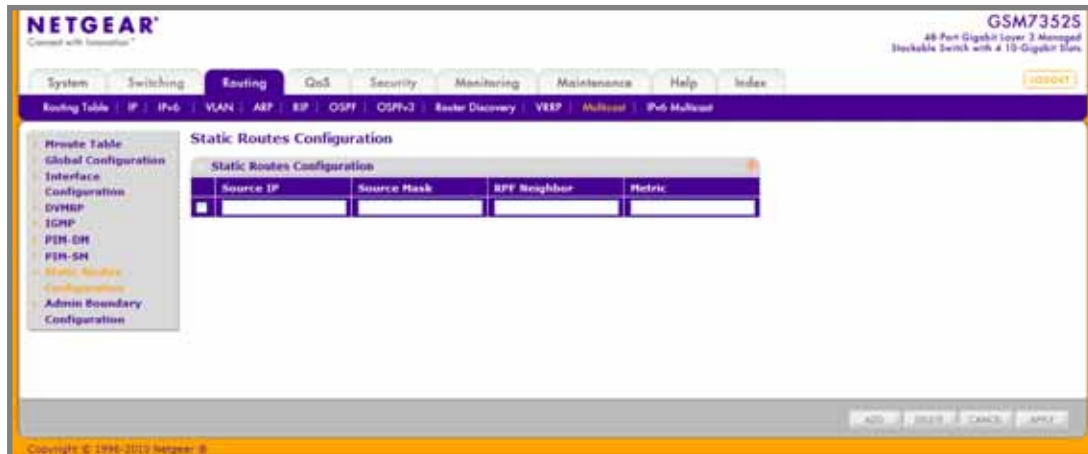 NETGEAR®
Connect with Innovation™
GSM7352S
48-Port Gigabit Layer 3 Managed
Stackable Switch with 4 10-Gigabit Slots
System Switching Routing QoS Security Monitoring Maintenance Help Index
LOGOUT
Routing Table | IP | IPv6 | VLAN | ARP | RIP | OSPF | OSPFv3 | Router Discovery | VRRP | Multicast | IPv6 Multicast
Mroute Table
Global Configuration
Interface
Configuration
DVMRP
IGMP
PIM-DM
PIM-SM
Static Routes
Configuration
Admin Boundary
Configuration
Static Routes Configuration
Static Routes Configuration
Source IP Source Mask RPF Neighbor Metric
ADD DELETE CANCEL APPLY
Copyright © 1996-2010 Netgear ®